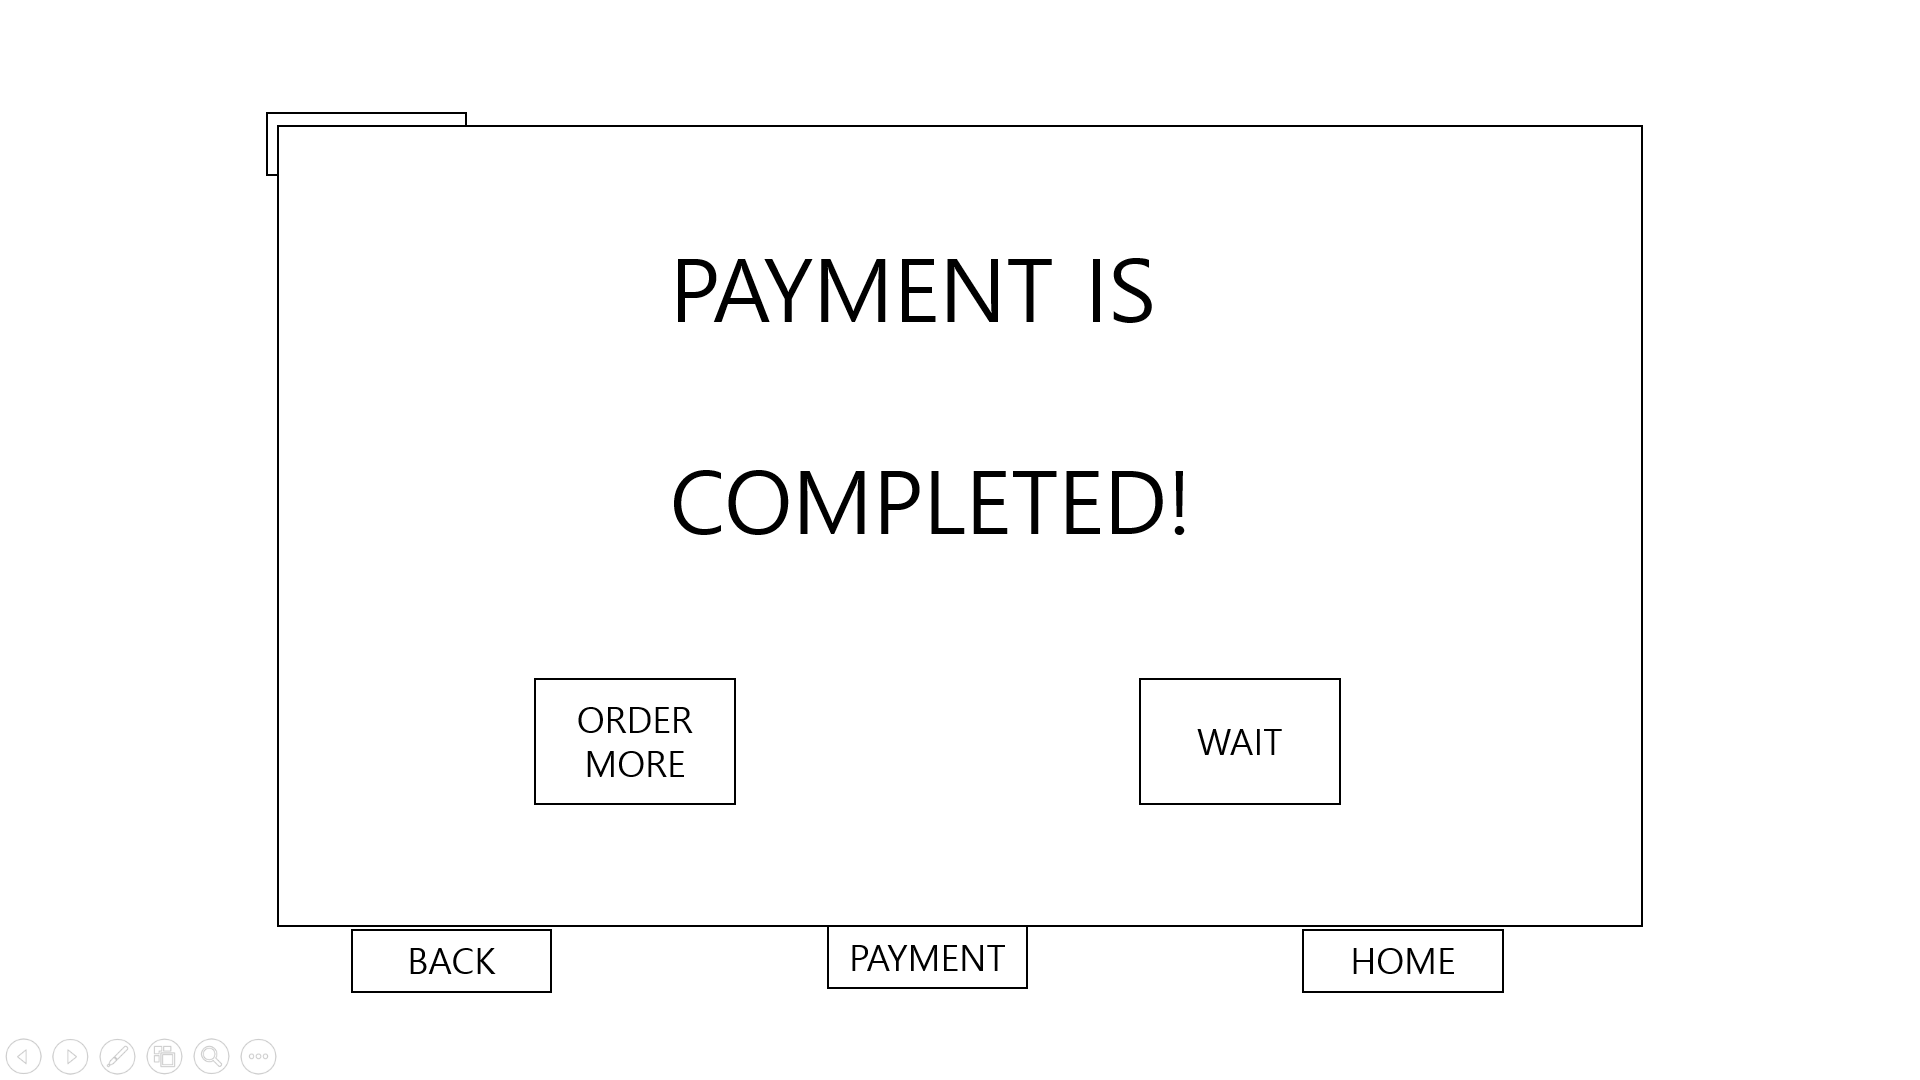 PAYMENT IS
COMPLETED!
ORDER
MORE
WAIT
BACK
PAYMENT
HOME